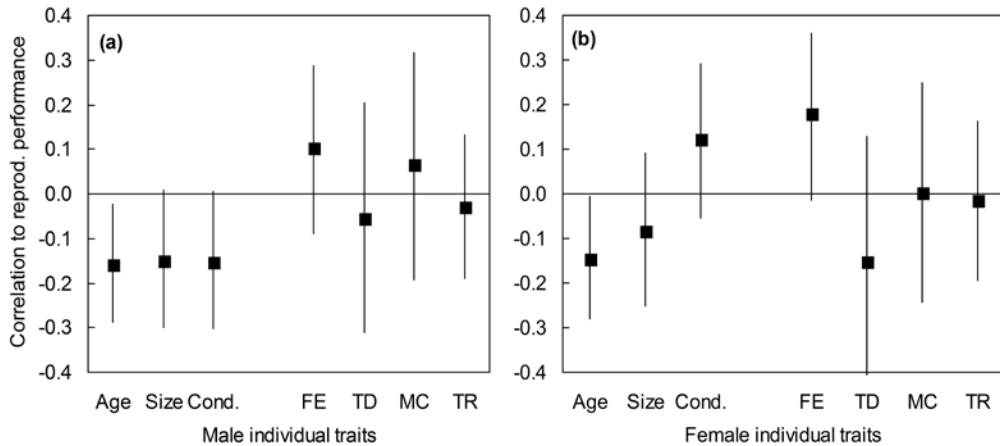 Correlation to reprod. performance
(a)
0.4
0.3
0.2
0.1
0.0
-0.1
-0.2
-0.3
-0.4
Age Size Cond. FE TD MC TR
Male individual traits
(b)
0.4
0.3
0.2
0.1
0.0
-0.1
-0.2
-0.3
-0.4
Age Size Cond. FE TD MC TR
Female individual traits